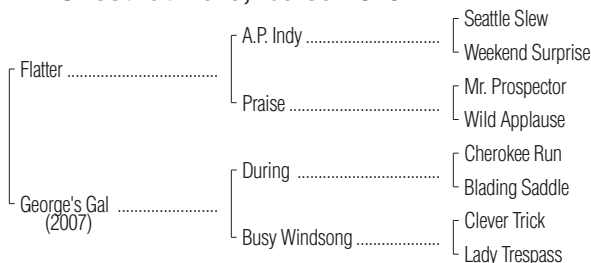 Seattle Slew
A.P. Indy ................................................
Weekend Surprise
Flatter ....................................................
Mr. Prospector
Praise ....................................................
Wild Applause
Cherokee Run
During ....................................................
Blading Saddle
George's Gal ....................................
(2007)
Clever Trick
Busy Windsong ..............................
Lady Trespass